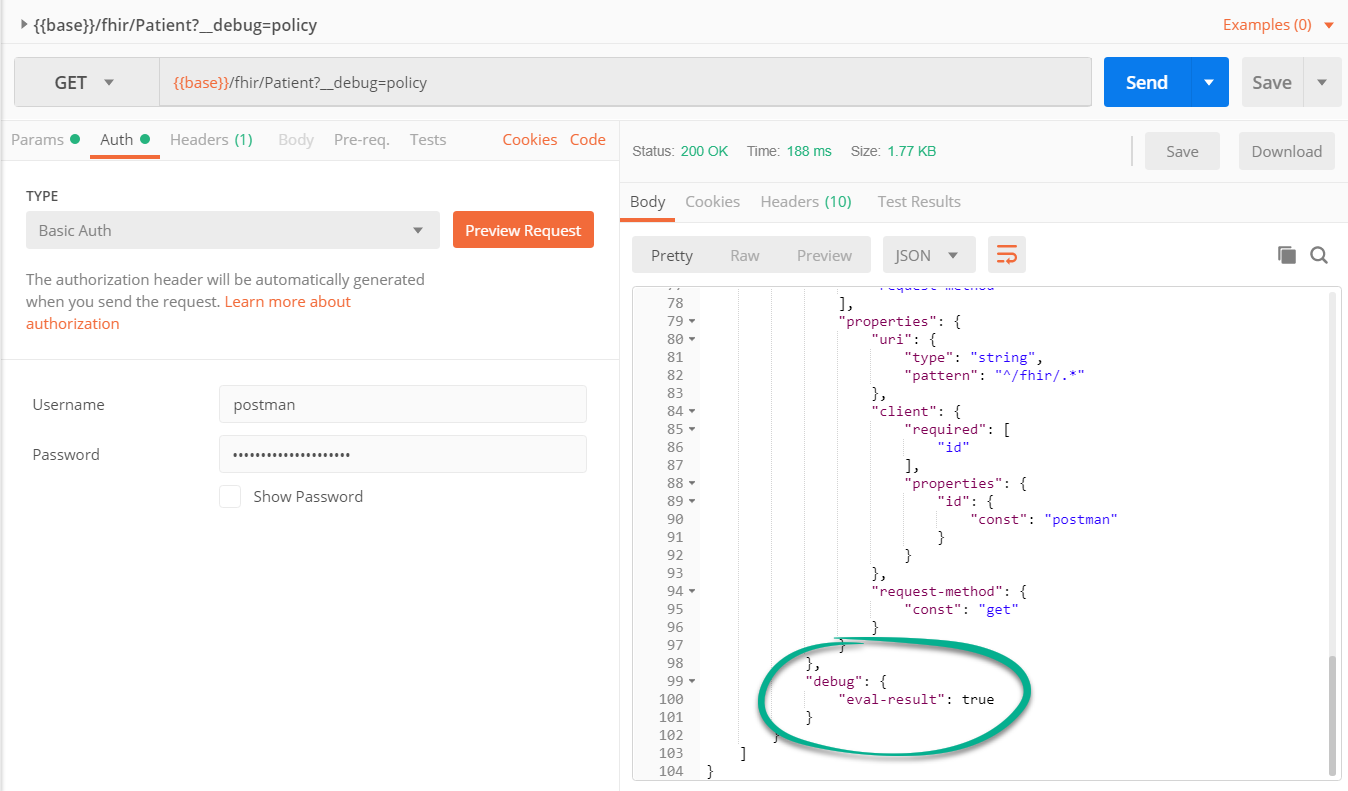 {{base}}/fhir/Patient?__debug=policy
Examples (0)
GET
{{base}}/fhir/Patient?__debug=policy
Send
Save
Params
Auth
Headers (1)
Body
Pre-req.
Tests
Cookies
Code
TYPE
Basic Auth
Preview Request
The authorization header will be automatically generated
when you send the request. Learn more about
authorization
Username
postman
Password
•••••••••••••••••••••
Show Password
Status: 200 OK
Time: 188 ms
Size: 1.77 KB
Save
Download
Body
Cookies
Headers (10)
Test Results
Pretty
Raw
Preview
JSON
77 "request-method"
78 ],
79 "properties": {
80 "uri": {
81 "type": "string",
82 "pattern": "^/fhir/.*"
83 },
84 "client": {
85 "required": [
86 "id"
87 ],
88 "properties": {
89 "id": {
90 "const": "postman"
91 }
92 }
93 },
94 "request-method": {
95 "const": "get"
96 }
97 }
98 },
99 "debug": {
100 "eval-result": true
101 }
102 }
103 ]
104 }